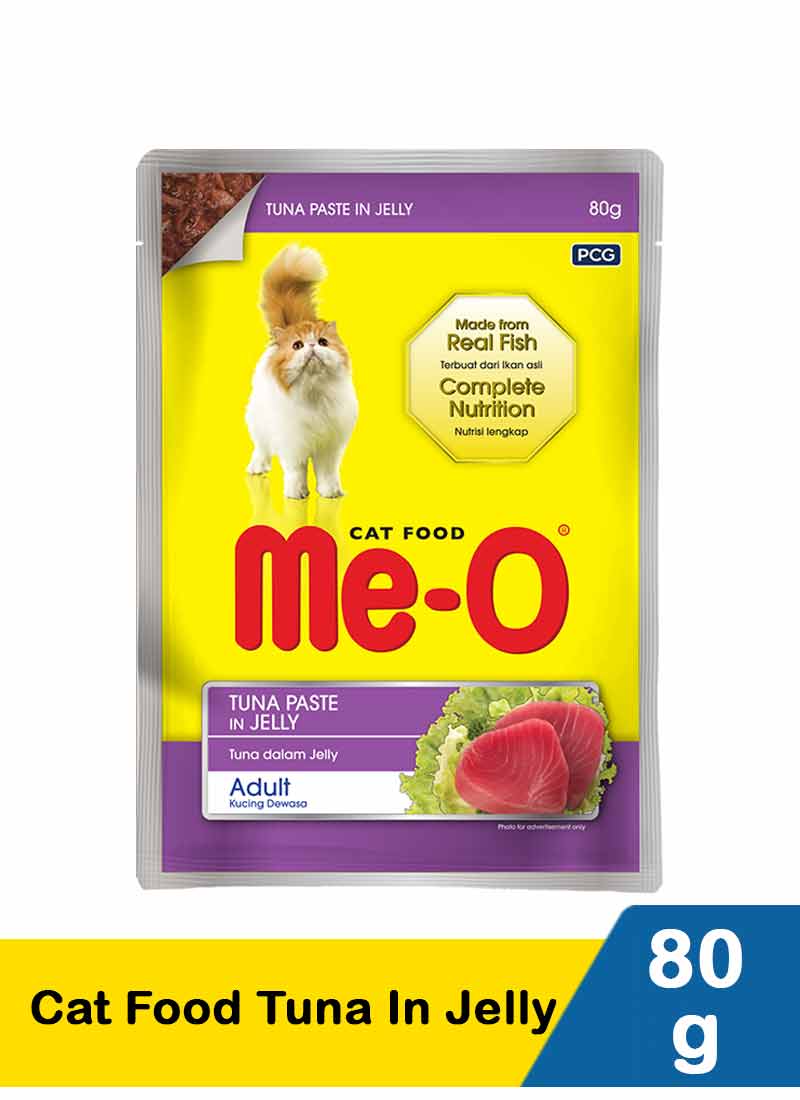 TUNA PASTE IN JELLY 80g
PCG
Made from
Real Fish
Terbuat dari Ikan asli
Complete
Nutrition
Nutrisi lengkap
CAT FOOD
Me-O®
TUNA PASTE
IN JELLY
Tuna dalam Jelly
Adult
Kucing Dewasa
Photo for advertisement only
Cat Food Tuna In Jelly
80
g